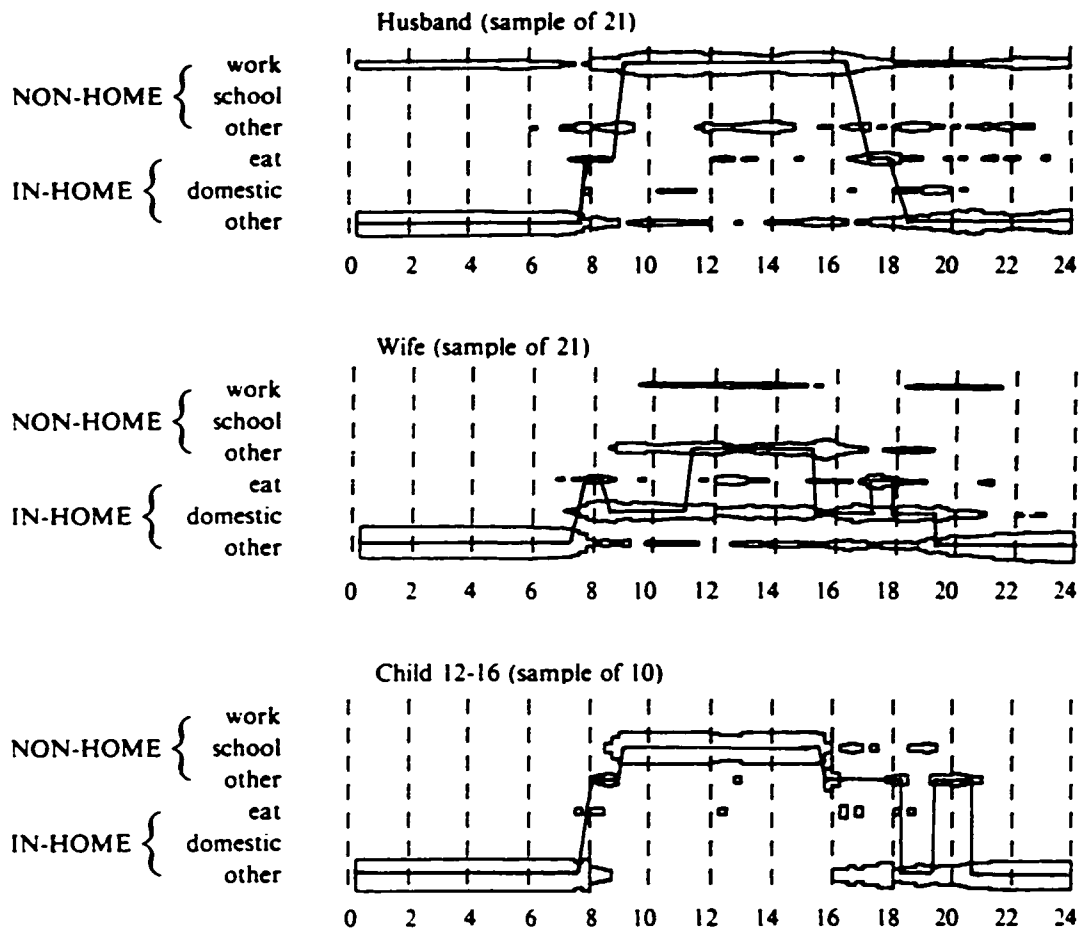 Husband (sample of 21)
work
NON-HOME { school
other
eat
IN-HOME { domestic
other
0 2 4 6 8 10 12 14 16 18 20 22 24
Wife (sample of 21)
work
NON-HOME { school
other
eat
IN-HOME { domestic
other
0 2 4 6 8 10 12 14 16 18 20 22 24
Child 12-16 (sample of 10)
work
NON-HOME { school
other
eat
IN-HOME { domestic
other
0 2 4 6 8 10 12 14 16 18 20 22 24